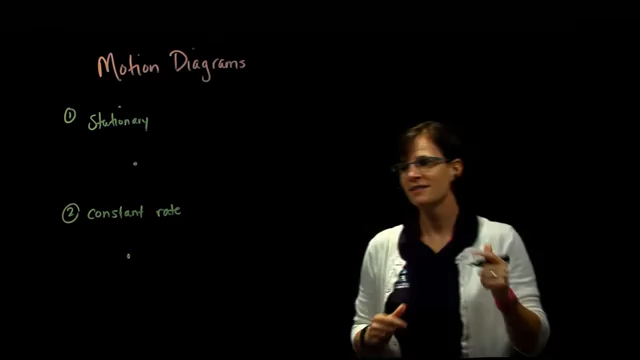 Motion Diagrams
① Stationary
② Constant rate